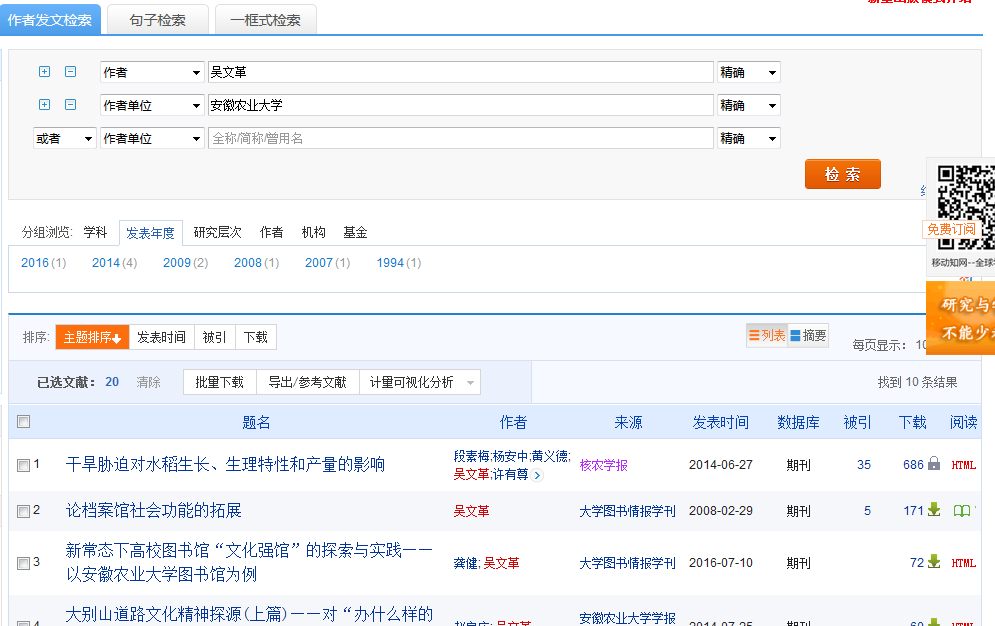 作者发文检索 句子检索 一框式检索
作者 吴文革 精确
作者单位 安徽农业大学 精确
或者 作者单位 全称/简称/曾用名 精确
检 索
免费订阅
移动知网--全球
研究与
不能少
分组浏览: 学科 发表年度 研究层次 作者 机构 基金
2016(1) 2014(4) 2009(2) 2008(1) 2007(1) 1994(1)
排序: 主题排序 发表时间 被引 下载 列表 摘要 每页显示: 10
已选文献: 20 清除 批量下载 导出/参考文献 计量可视化分析 找到 10 条结果
题名 作者 来源 发表时间 数据库 被引 下载 阅读
1 干旱胁迫对水稻生长、生理特性和产量的影响 段素梅;杨安中;黄义德;
吴文革;许有尊 核农学报 2014-06-27 期刊 35 686 HTML
2 论档案馆社会功能的拓展 吴文革 大学图书情报学刊 2008-02-29 期刊 5 171
3 新常态下高校图书馆“文化强馆”的探索与实践——
以安徽农业大学图书馆为例 龚健;吴文革 大学图书情报学刊 2016-07-10 期刊 72 HTML
4 大别山道路文化精神探源(上篇)——对“办什么样的
吴文革 安徽农业大学学报 2014-07-25 期刊 60 HTML